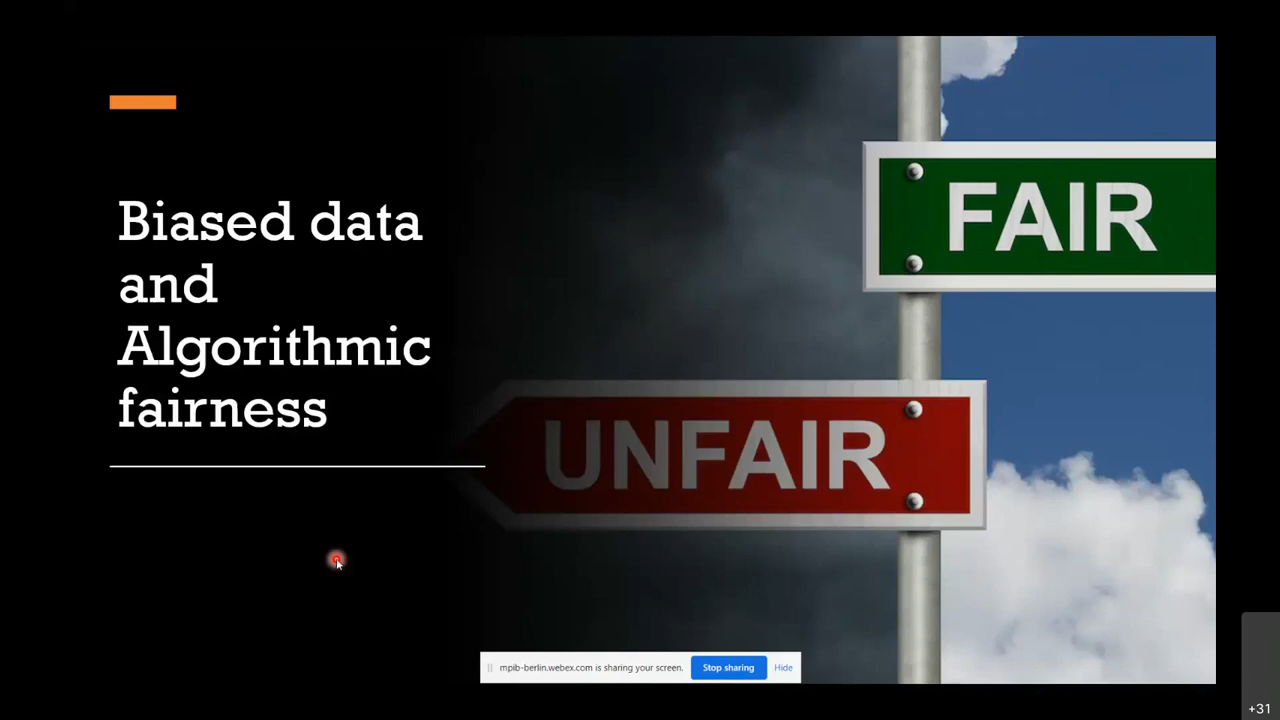 Biased data
and
Algorithmic
fairness
FAIR
UNFAIR
mpib-berlin.webex.com is sharing your screen.
Stop sharing
Hide
+31